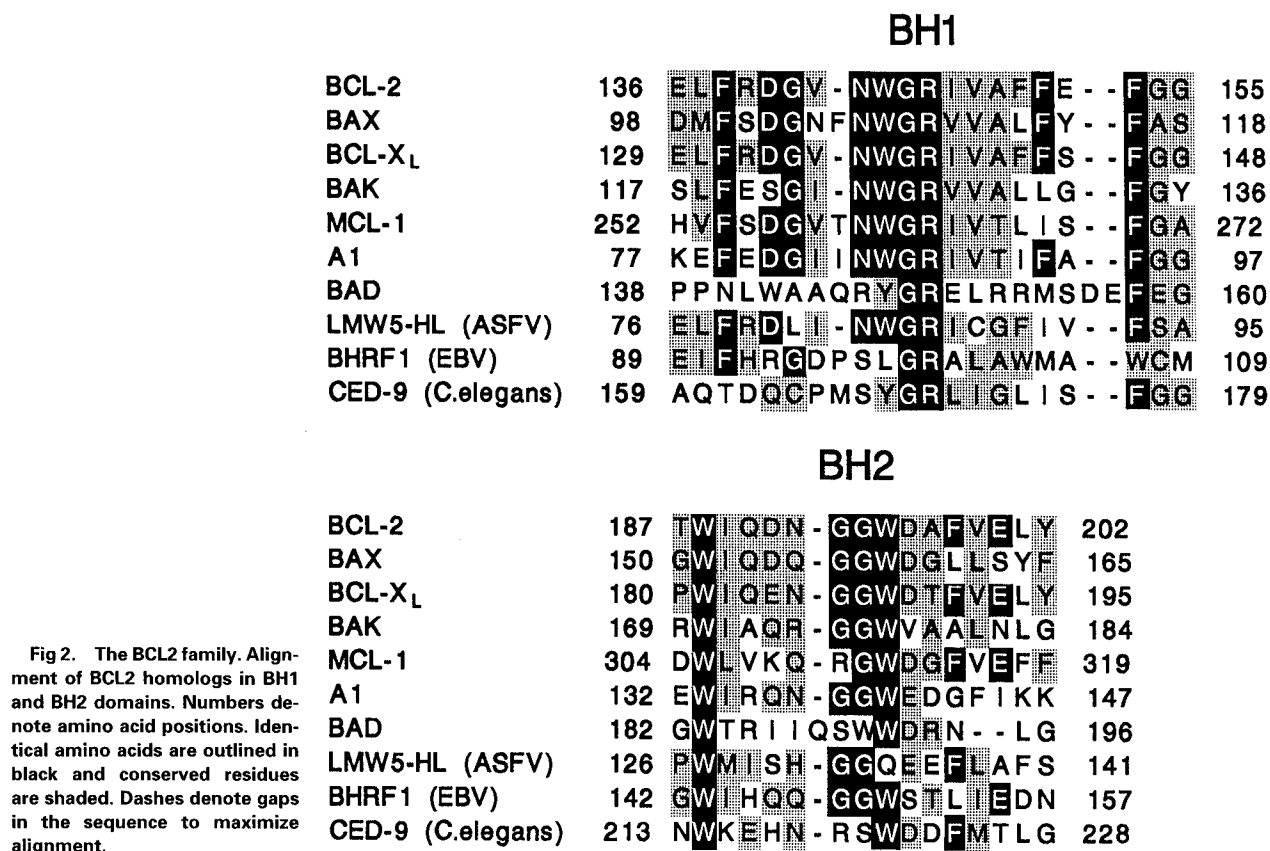 BH1
BCL-2 136 ELFRDGV-NWGRIVAFFE--FGG 155
BAX 98 DMFSDGNFNWGRVVALFY--FAS 118
BCL-XL 129 ELFRDGV-NWGRIVAFFS--FGG 148
BAK 117 SLFESGI-NWGRVVALLG--FGY 136
MCL-1 252 HVFSDGVTNWGRIVTLIS--FGA 272
A1 77 KEFEDGIINWGRIVTIFA--FGG 97
BAD 138 PPNLWAAQRYGRELRRMSDEFEG 160
LMW5-HL (ASFV) 76 ELFRDLI-NWGRICGFIV--FSA 95
BHRF1 (EBV) 89 EIFHRGDPSLGRALAWMA--WCM 109
CED-9 (C.elegans) 159 AQTDQCPMSYGRLIGLIS--FGG 179
BH2
BCL-2 187 TWIQDN-GGWDAFVELY 202
BAX 150 GWIQDQ-GGWDGLLSYF 165
BCL-XL 180 PWIQEN-GGWDTFVELY 195
BAK 169 RWIAQR-GGWVAALNLG 184
MCL-1 304 DWLVKQ-RGWDGFVEFF 319
A1 132 EWIRQN-GGWEDGFIKK 147
BAD 182 GWTRIIQSWWDRN--LG 196
LMW5-HL (ASFV) 126 PWMISH-GGQEEFLAFS 141
BHRF1 (EBV) 142 GWIHQQ-GGWSTLIEDN 157
CED-9 (C.elegans) 213 NWKEHN-RSWDDFMTLG 228
Fig 2. The BCL2 family. Align-
ment of BCL2 homologs in BH1
and BH2 domains. Numbers de-
note amino acid positions. Iden-
tical amino acids are outlined in
black and conserved residues
are shaded. Dashes denote gaps
in the sequence to maximize
alignment.